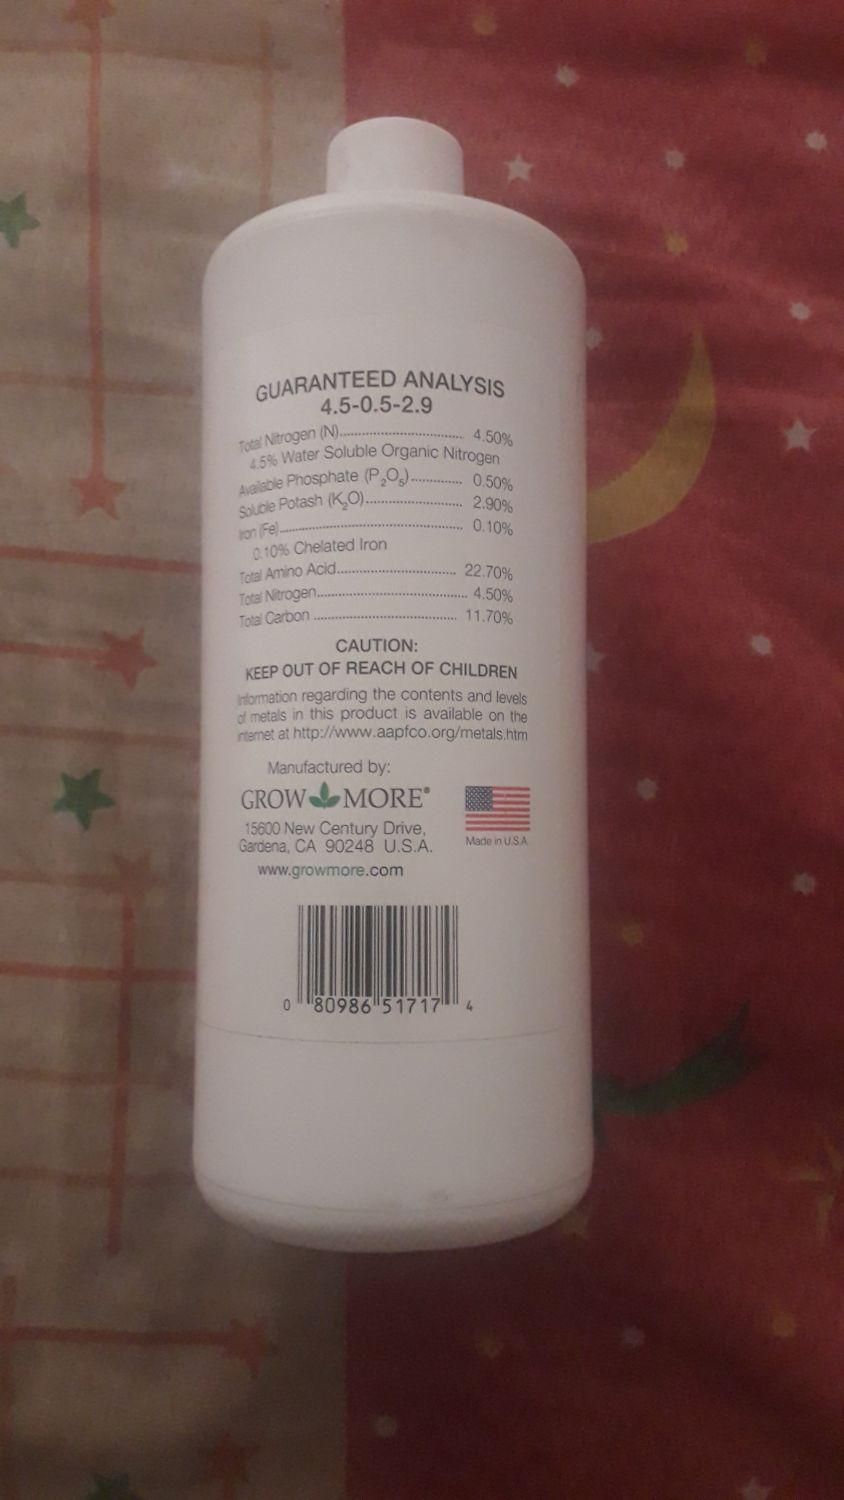 GUARANTEED ANALYSIS
4.5-0.5-2.9
Total Nitrogen (N)................................ 4.50%
4.5% Water Soluble Organic Nitrogen
Available Phosphate (P₂O₅)............. 0.50%
Soluble Potash (K₂O)......................... 2.90%
Iron (Fe)............................................... 0.10%
0.10% Chelated Iron
Total Amino Acid............................... 22.70%
Total Nitrogen....................................... 4.50%
Total Carbon ..................................... 11.70%
CAUTION:
KEEP OUT OF REACH OF CHILDREN
Information regarding the contents and levels
of metals in this product is available on the
internet at http://www.aapfco.org/metals.htm
Manufactured by:
GROW MORE®
15600 New Century Drive,
Gardena, CA 90248 U.S.A.
www.growmore.com
Made in U.S.A.
0 80986 51717 4